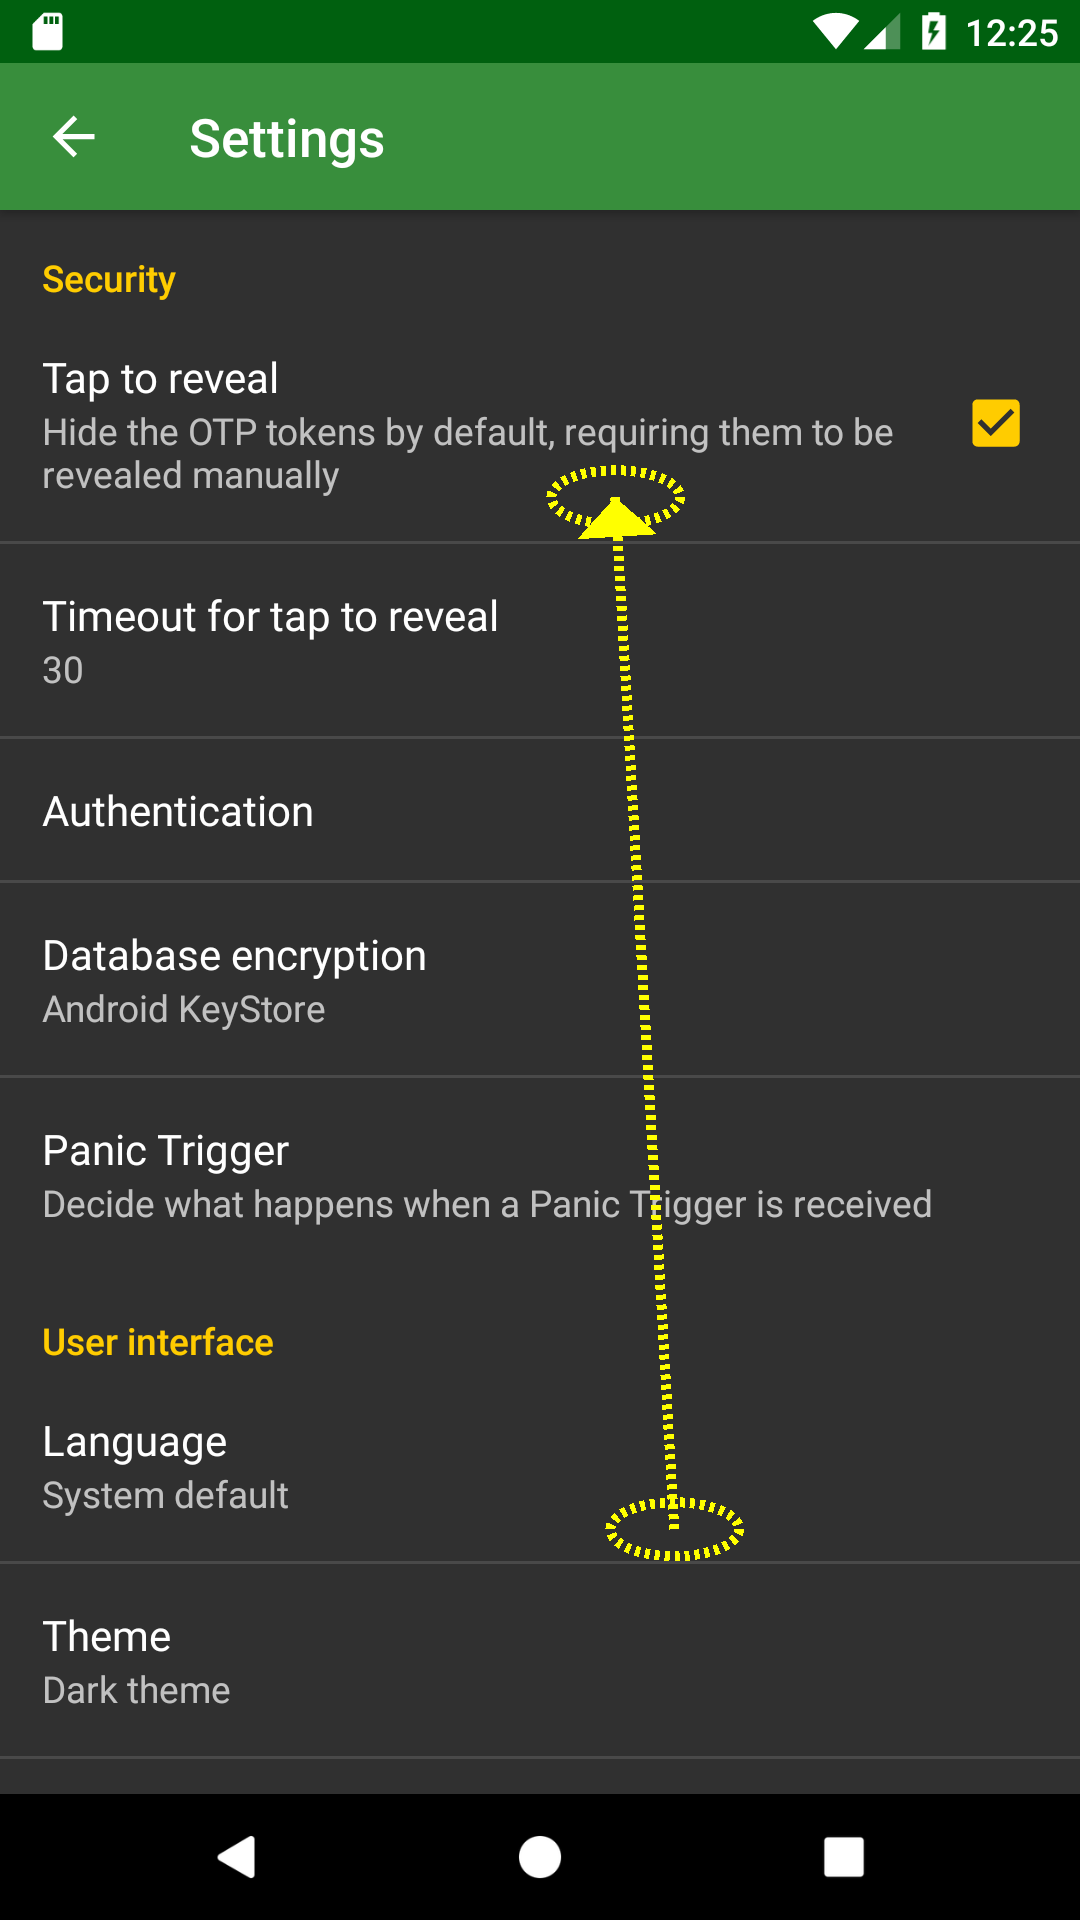 12:25
Settings
Security
Tap to reveal
Hide the OTP tokens by default, requiring them to be
revealed manually
Timeout for tap to reveal
30
Authentication
Database encryption
Android KeyStore
Panic Trigger
Decide what happens when a Panic Trigger is received
User interface
Language
System default
Theme
Dark theme